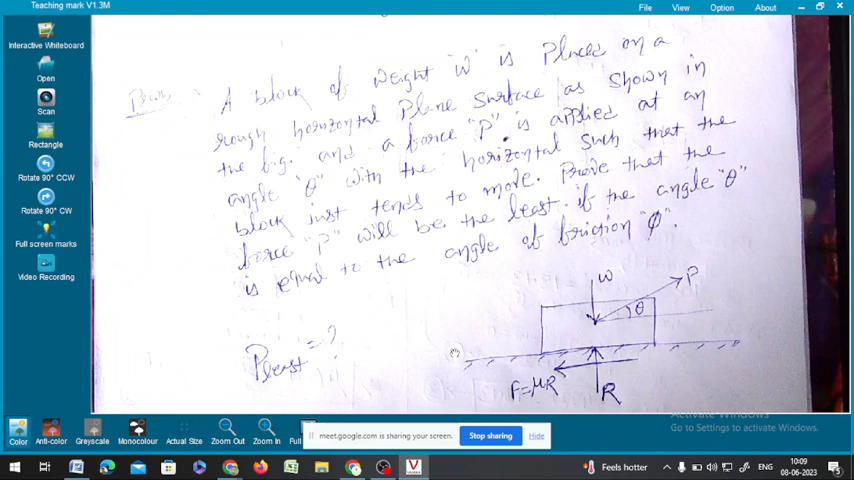 Teaching mark V1.3M
File View Option About
Interactive Whiteboard
Open
Scan
Rectangle
Rotate 90° CCW
Rotate 90° CW
Full screen marks
Video Recording
A block of weight "W" is Placed on a
rough horizontal Plane surface as shown in
the fig. and a force "P" is applied at an
angle "θ" with the horizontal such that the
block just tends to move. Prove that the
force "P" will be the least if the angle "θ"
is equal to the angle of friction "φ".
W
P
θ
Pleast = ?
F=μR
R
Activate Windows
Go to Settings to activate Windows.
Color Anti-color Greyscale Monocolour Actual Size Zoom Out Zoom In Full
meet.google.com is sharing your screen. Stop sharing Hide
Feels hotter
ENG
10:09
08-06-2023